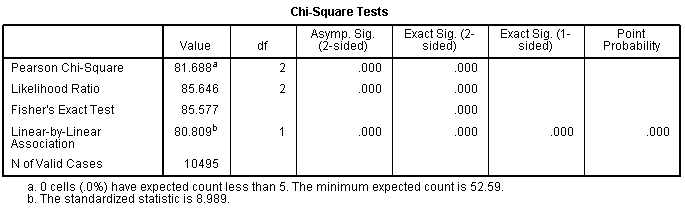 Chi-Square Tests
Value df Asymp. Sig. (2-sided) Exact Sig. (2-sided) Exact Sig. (1-sided) Point Probability
Pearson Chi-Square 81.688a 2 .000 .000
Likelihood Ratio 85.646 2 .000 .000
Fisher's Exact Test 85.577 .000
Linear-by-Linear Association 80.809b 1 .000 .000 .000 .000
N of Valid Cases 10495
a. 0 cells (.0%) have expected count less than 5. The minimum expected count is 52.59.
b. The standardized statistic is 8.989.